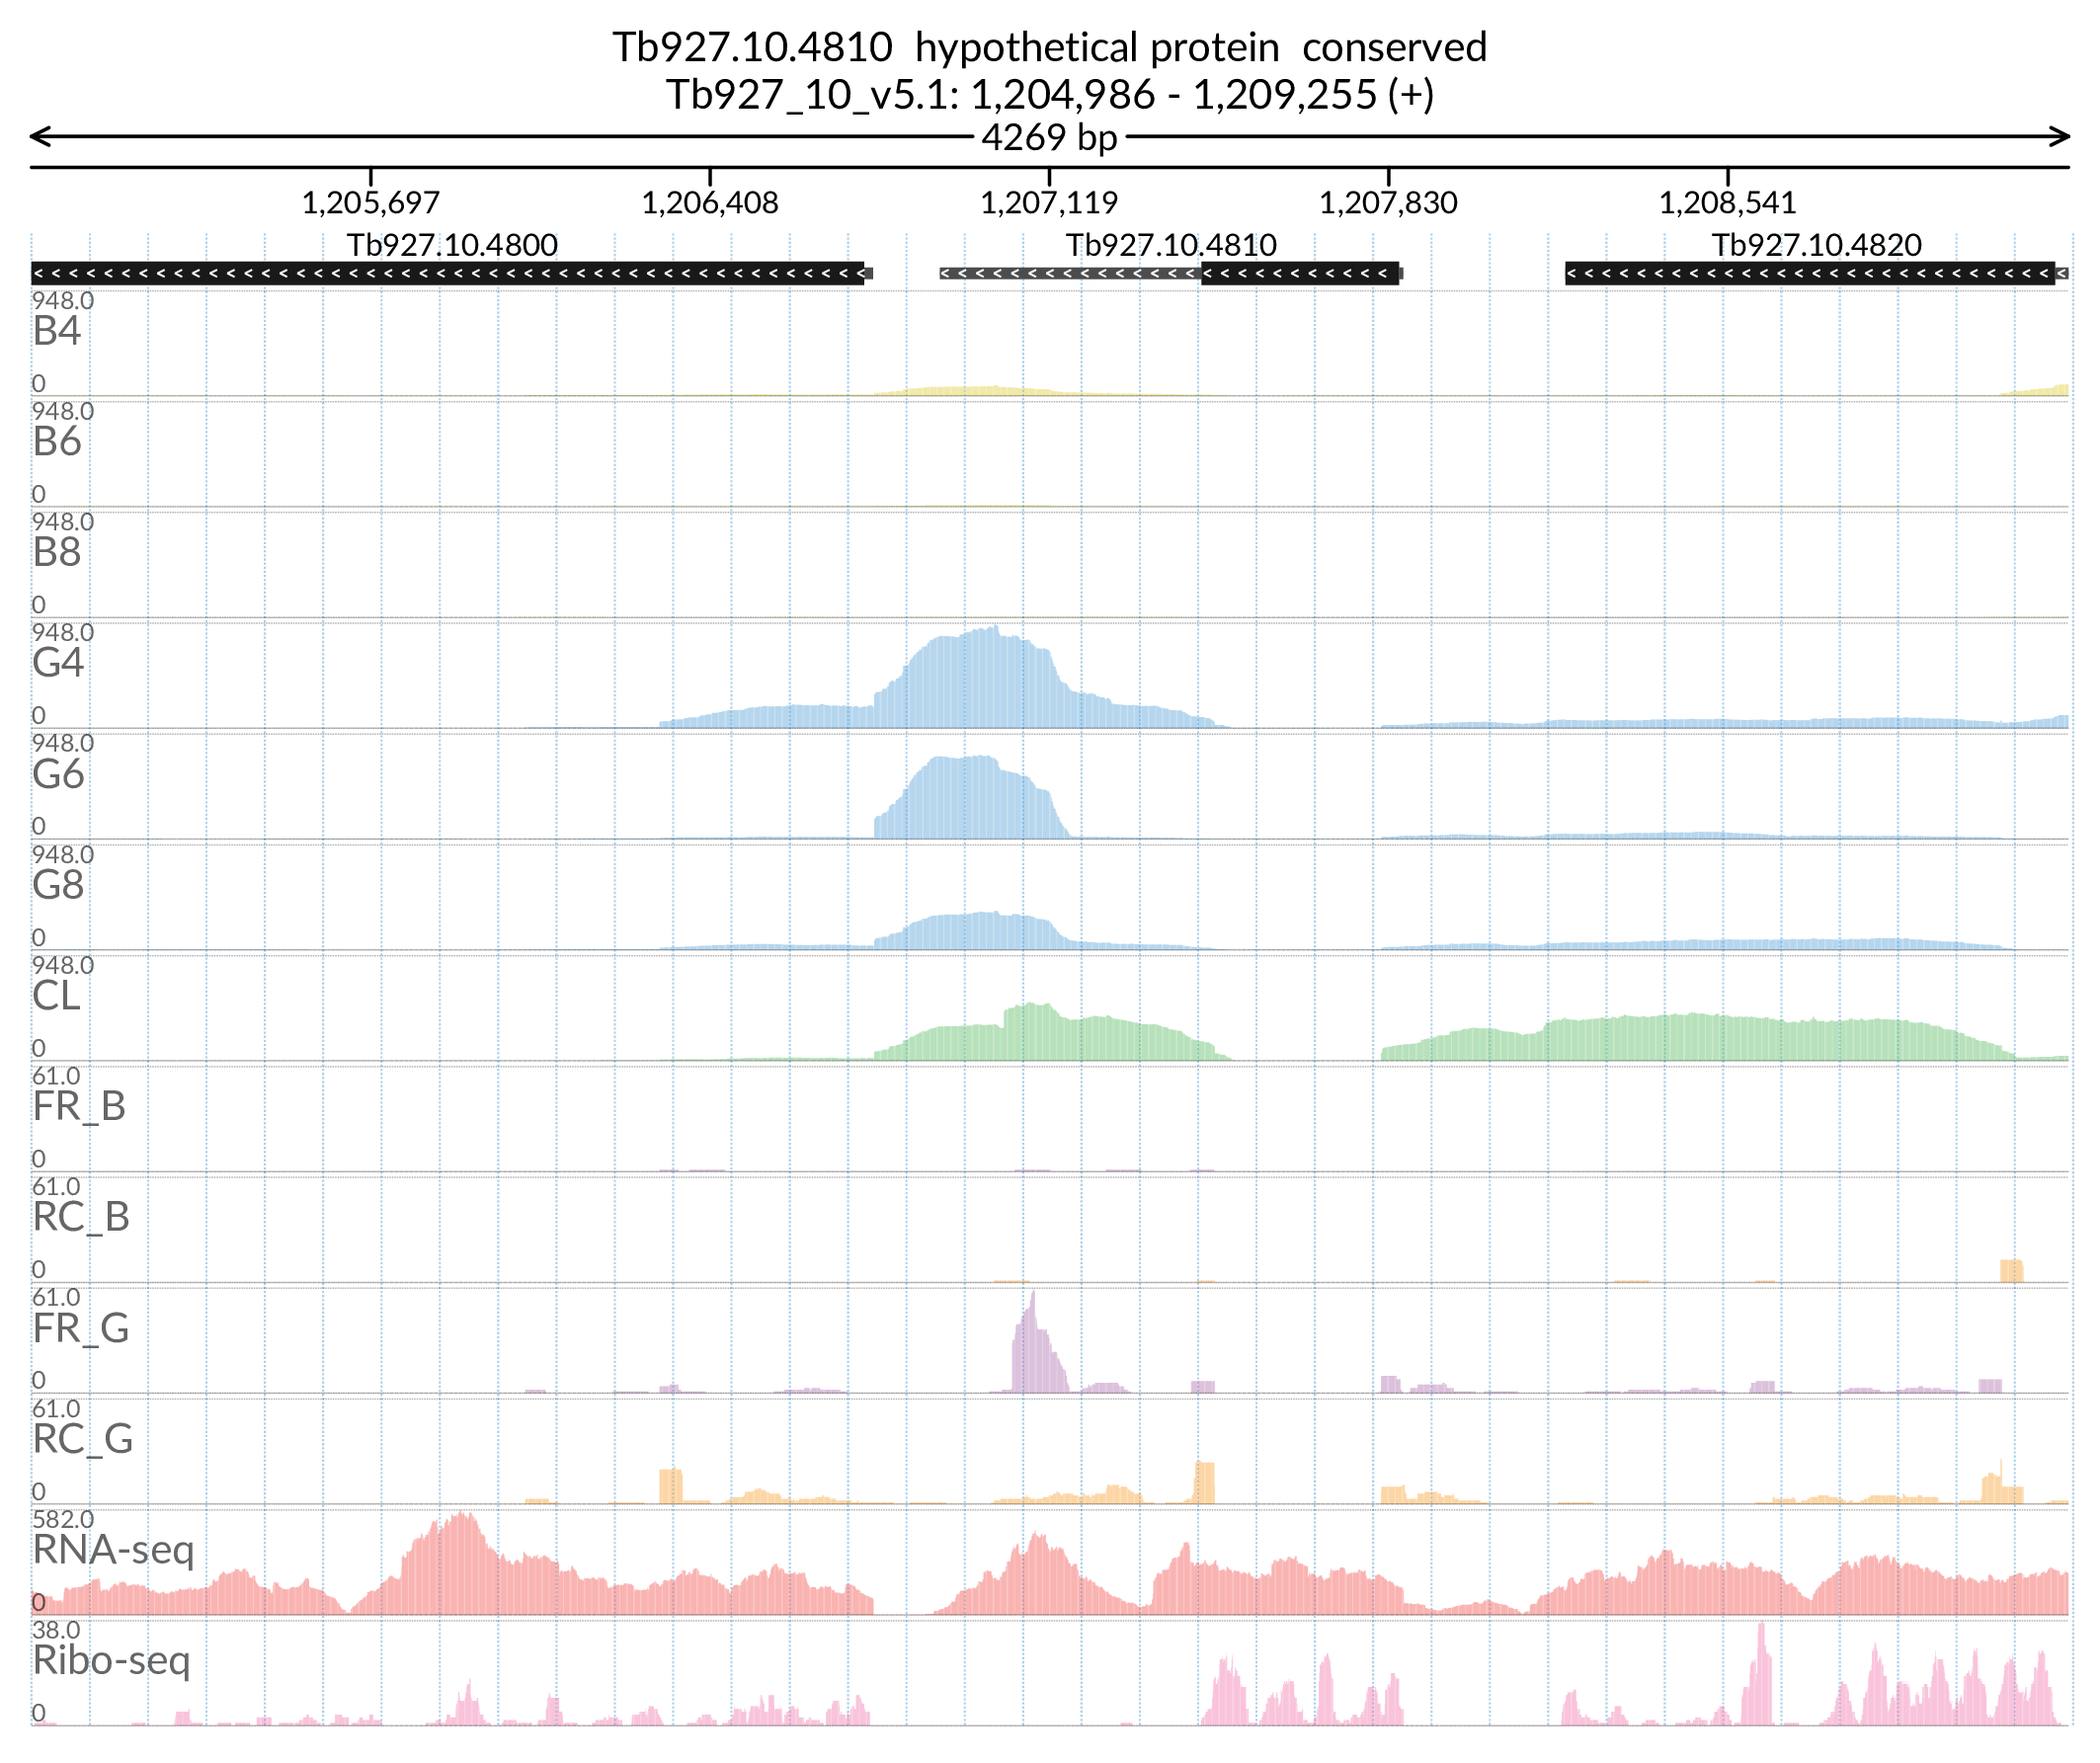 Tb927.10.4810 hypothetical protein conserved
Tb927_10_v5.1: 1,204,986 - 1,209,255 (+)
4269 bp
1,205,697 1,206,408 1,207,119 1,207,830 1,208,541
Tb927.10.4800 Tb927.10.4810 Tb927.10.4820
948.0
B4
0
948.0
B6
0
948.0
B8
0
948.0
G4
0
948.0
G6
0
948.0
G8
0
948.0
CL
0
61.0
FR_B
0
61.0
RC_B
0
61.0
FR_G
0
61.0
RC_G
0
582.0
RNA-seq
0
38.0
Ribo-seq
0